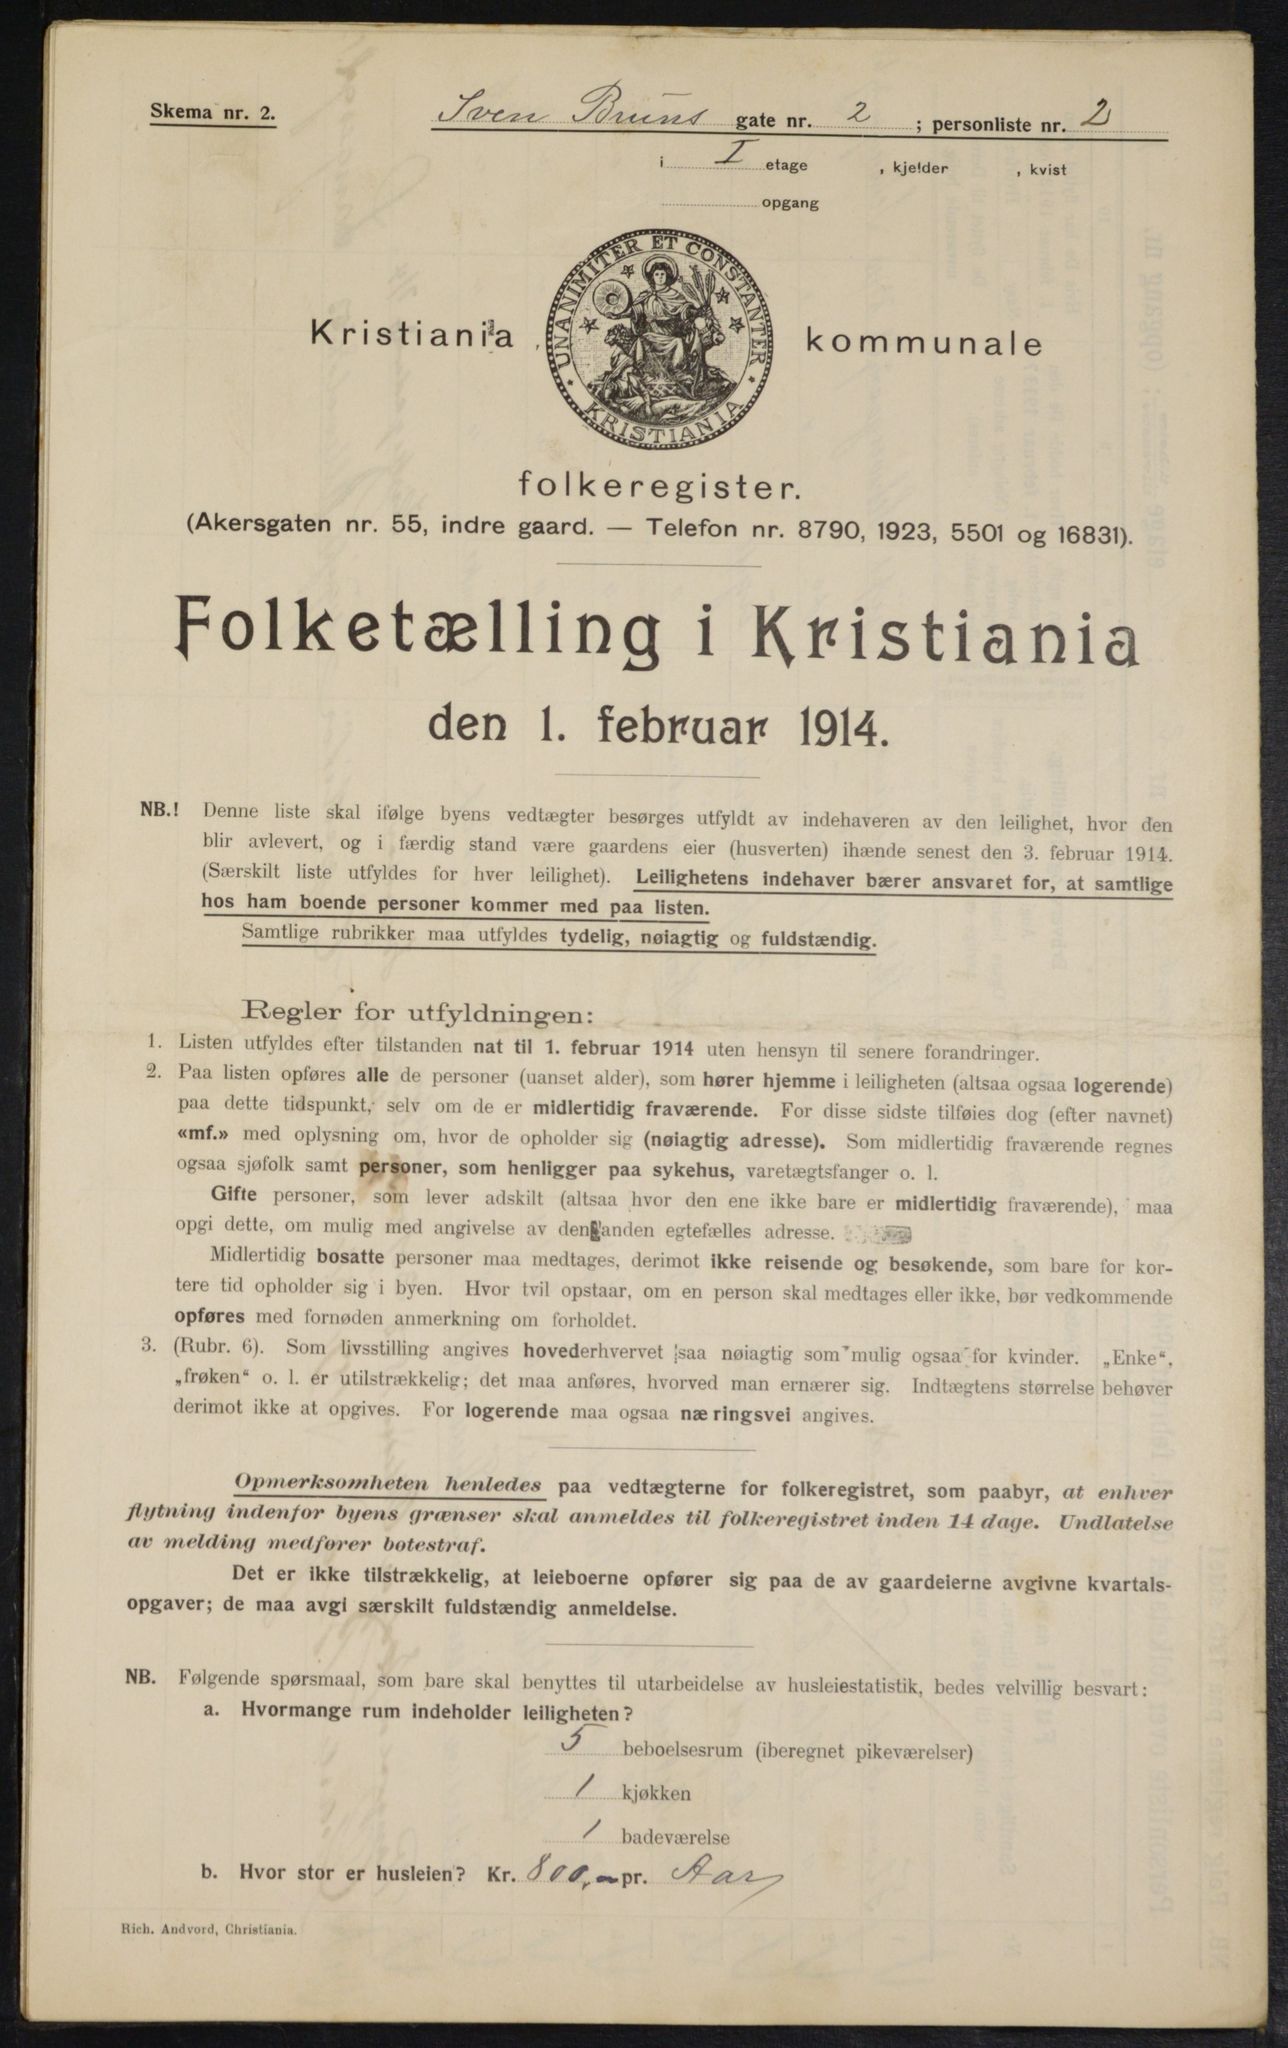 Skema nr. 2.
Sven Bruns gate nr. 2 ; personliste nr. 2
i I etage , kjelder , kvist
opgang
UNANIMITER ET CONSTANTER
KRISTIANIA
Kristiania kommunale
folkeregister.
(Akersgaten nr. 55, indre gaard. — Telefon nr. 8790, 1923, 5501 og 16831).
Folketælling i Kristiania
den 1. februar 1914.
NB.! Denne liste skal ifølge byens vedtægter besørges utfyldt av indehaveren av den leilighet, hvor den
blir avlevert, og i færdig stand være gaardens eier (husverten) ihænde senest den 3. februar 1914.
(Særskilt liste utfyldes for hver leilighet). Leilighetens indehaver bærer ansvaret for, at samtlige
hos ham boende personer kommer med paa listen.
Samtlige rubrikker maa utfyldes tydelig, nøiagtig og fuldstændig.
Regler for utfyldningen:
1. Listen utfyldes efter tilstanden nat til 1. februar 1914 uten hensyn til senere forandringer.
2. Paa listen opføres alle de personer (uanset alder), som hører hjemme i leiligheten (altsaa ogsaa logerende)
paa dette tidspunkt, selv om de er midlertidig fraværende. For disse sidste tilføies dog (efter navnet)
«mf.» med oplysning om, hvor de opholder sig (nøiagtig adresse). Som midlertidig fraværende regnes
ogsaa sjøfolk samt personer, som henligger paa sykehus, varetægtsfanger o. l.
Gifte personer, som lever adskilt (altsaa hvor den ene ikke bare er midlertidig fraværende), maa
opgi dette, om mulig med angivelse av den anden egtefælles adresse.
Midlertidig bosatte personer maa medtages, derimot ikke reisende og besøkende, som bare for kor-
tere tid opholder sig i byen. Hvor tvil opstaar, om en person skal medtages eller ikke, bør vedkommende
opføres med fornøden anmerkning om forholdet.
3. (Rubr. 6). Som livsstilling angives hovederhvervet saa nøiagtig som mulig ogsaa for kvinder. „Enke“,
„frøken“ o. l. er utilstrækkelig; det maa anføres, hvorved man ernærer sig. Indtægtens størrelse behøver
derimot ikke at opgives. For logerende maa ogsaa næringsvei angives.
Opmerksomheten henledes paa vedtægterne for folkeregistret, som paabyr, at enhver
flytning indenfor byens grænser skal anmeldes til folkeregistret inden 14 dage. Undlatelse
av melding medfører botestraf.
Det er ikke tilstrækkelig, at leieboerne opfører sig paa de av gaardeierne avgivne kvartals-
opgaver; de maa avgi særskilt fuldstændig anmeldelse.
NB. Følgende spørsmaal, som bare skal benyttes til utarbeidelse av husleiestatistik, bedes velvillig besvart:
a. Hvormange rum indeholder leiligheten?
5 beboelsesrum (iberegnet pikeværelser)
1 kjøkken
1 badeværelse
b. Hvor stor er husleien? Kr. 800,- pr. Aar
Rich. Andvord, Christiania.